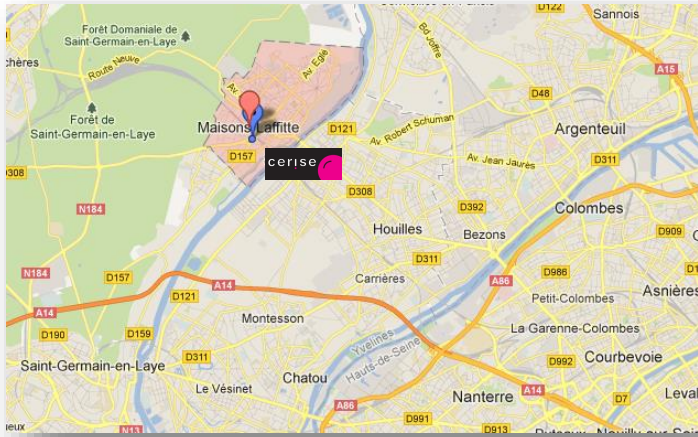 D122
Sannois
Forêt Domaniale de
Saint-Germain-en-Laye
Bd Joffre
A15
chères
Route Neuve
Av. Eglé
Av.
D48
Forêt de
Saint-Germain-en-Laye
Maisons-Laffitte
D121
Av. Robert Schuman
Argenteuil
D157
cerise
Av. Jean Jaurès
D311
D308
D308
N184
D392
Colombes
Houilles
Bezons
D909
D311
N184
D157
A14
Carrières
A86
D986
Asnières
D121
Petit-Colombes
A14
Montesson
D190
D159
La Garenne-Colombes
Yvelines
Hauts-de-Seine
D311
Courbevoie
Saint-Germain-en-Laye
D992
Chatou
Le Vésinet
A14
Nanterre
D7
Leval
A86
D991
N13
D913